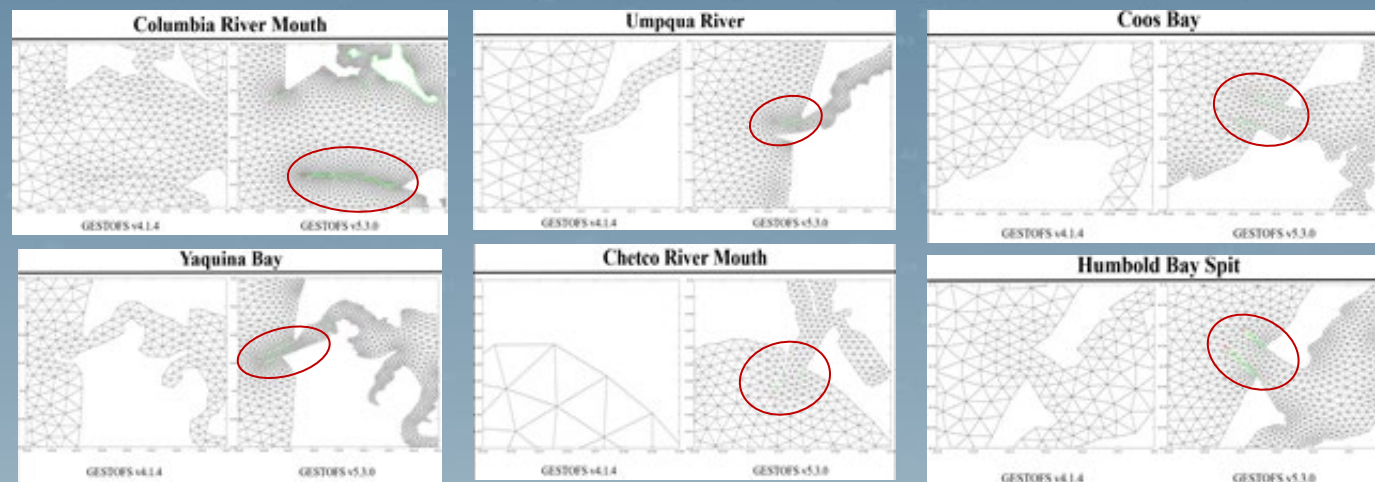 Columbia River Mouth
GESTOFS v4.1.4
GESTOFS v5.3.0
Umpqua River
GESTOFS v4.1.4
GESTOFS v5.3.0
Coos Bay
GESTOFS v4.1.4
GESTOFS v5.3.0
Yaquina Bay
GESTOFS v4.1.4
GESTOFS v5.3.0
Chetco River Mouth
GESTOFS v4.1.4
GESTOFS v5.3.0
Humbold Bay Spit
GESTOFS v4.1.4
GESTOFS v5.3.0